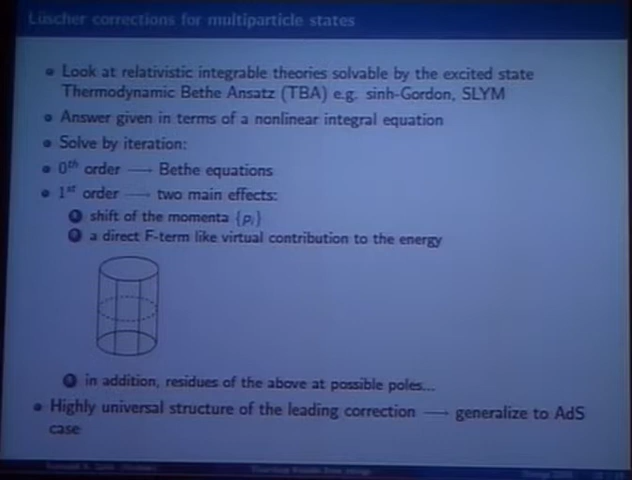 Lüscher corrections for multiparticle states
• Look at relativistic integrable theories solvable by the excited state
Thermodynamic Bethe Ansatz (TBA) e.g. sinh-Gordon, SLYM
• Answer given in terms of a nonlinear integral equation
• Solve by iteration:
• 0th order → Bethe equations
• 1st order → two main effects:
1 shift of the momenta {pᵢ}
2 a direct F-term like virtual contribution to the energy
in addition, residues of the above at possible poles...
• Highly universal structure of the leading correction → generalize to AdS
case